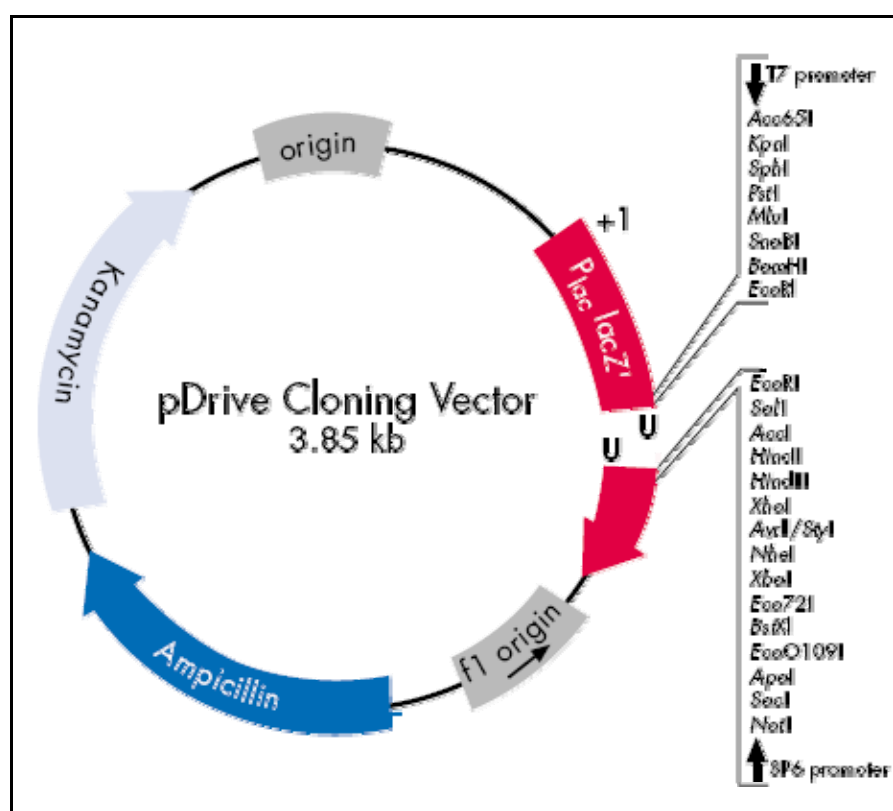 origin
+1
Kanamycin
Plac lacZ'
pDrive Cloning Vector
3.85 kb
U
U
f1 origin
Ampicillin
T7 promoter
Acc65I
KpnI
SphI
PstI
MluI
SnaBI
BamHI
EcoRI
EcoRI
SalI
AccI
HincII
HindIII
XhoI
AvrII/StyI
NheI
XbaI
Eco72I
BstXI
EcoO109I
ApaI
SacI
NotI
SP6 promoter